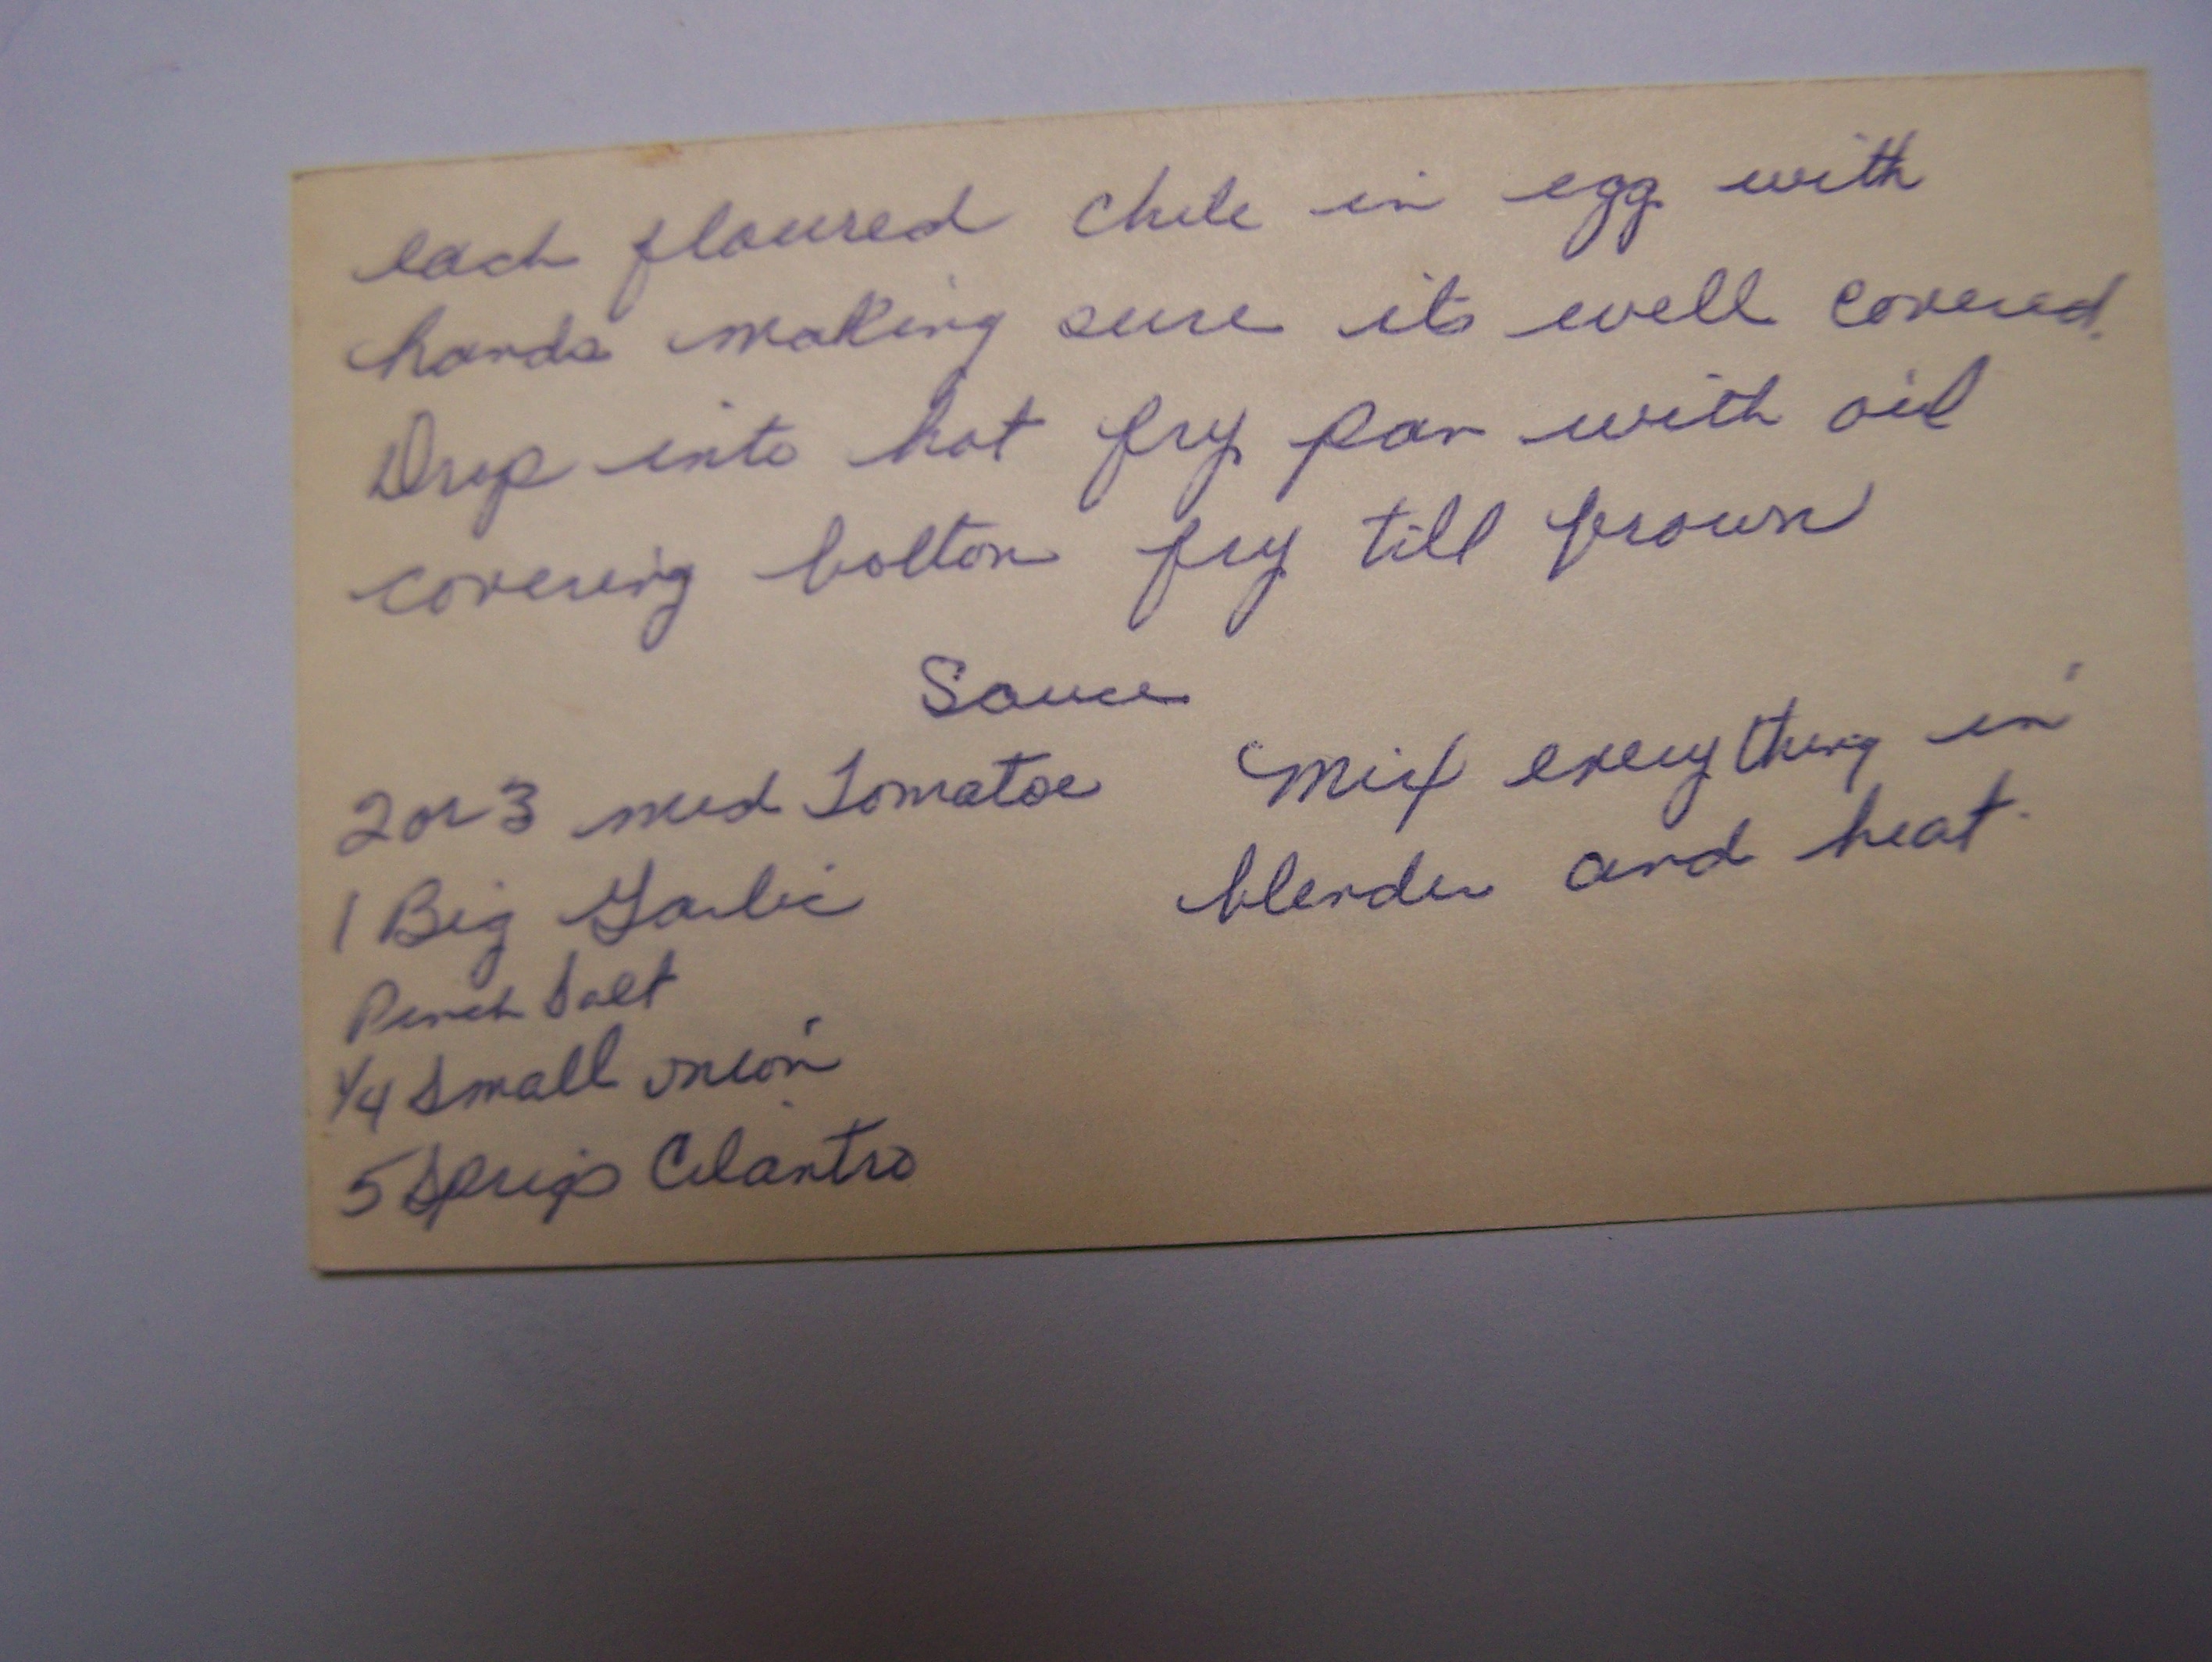 each floured chile in egg with
hands making sure its well covered.
Drop into hot fry pan with oil
covering bottom fry till brown
Sauce
2 or 3 med Tomatoe
1 Big Garlic
Pinch Salt
1/4 Small onion
5 Sprigs Cilantro
Mix everything in
blender and heat.